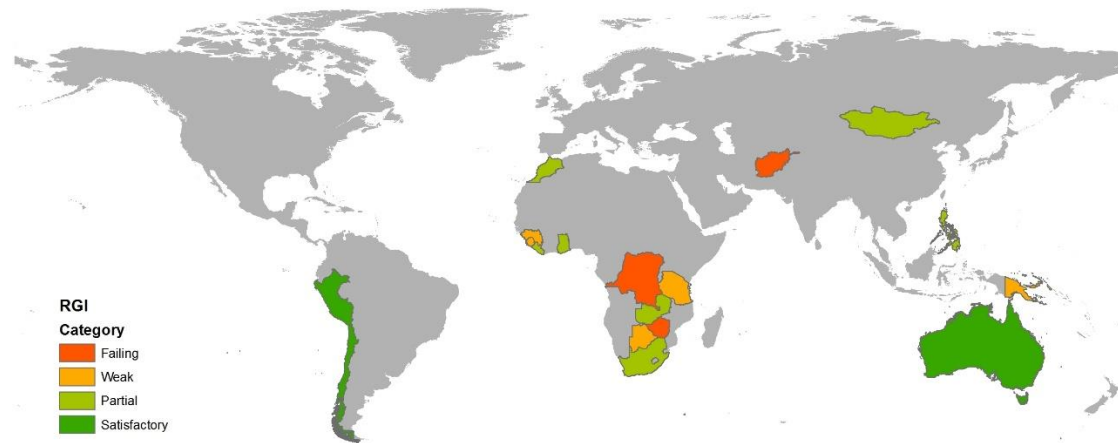 RGI
Category
Failing
Weak
Partial
Satisfactory